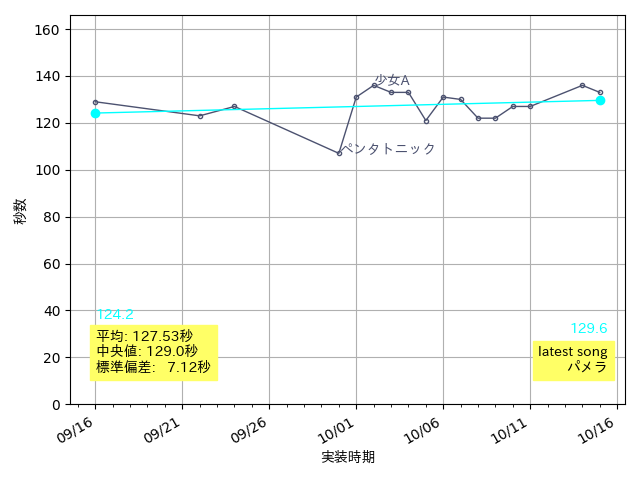 160
140
120
100
80
60
40
20
0
秒数
少女A
ペンタトニック
124.2
129.6
平均: 127.53秒
中央値: 129.0秒
標準偏差: 7.12秒
latest song
パメラ
09/16
09/21
09/26
10/01
10/06
10/11
10/16
実装時期